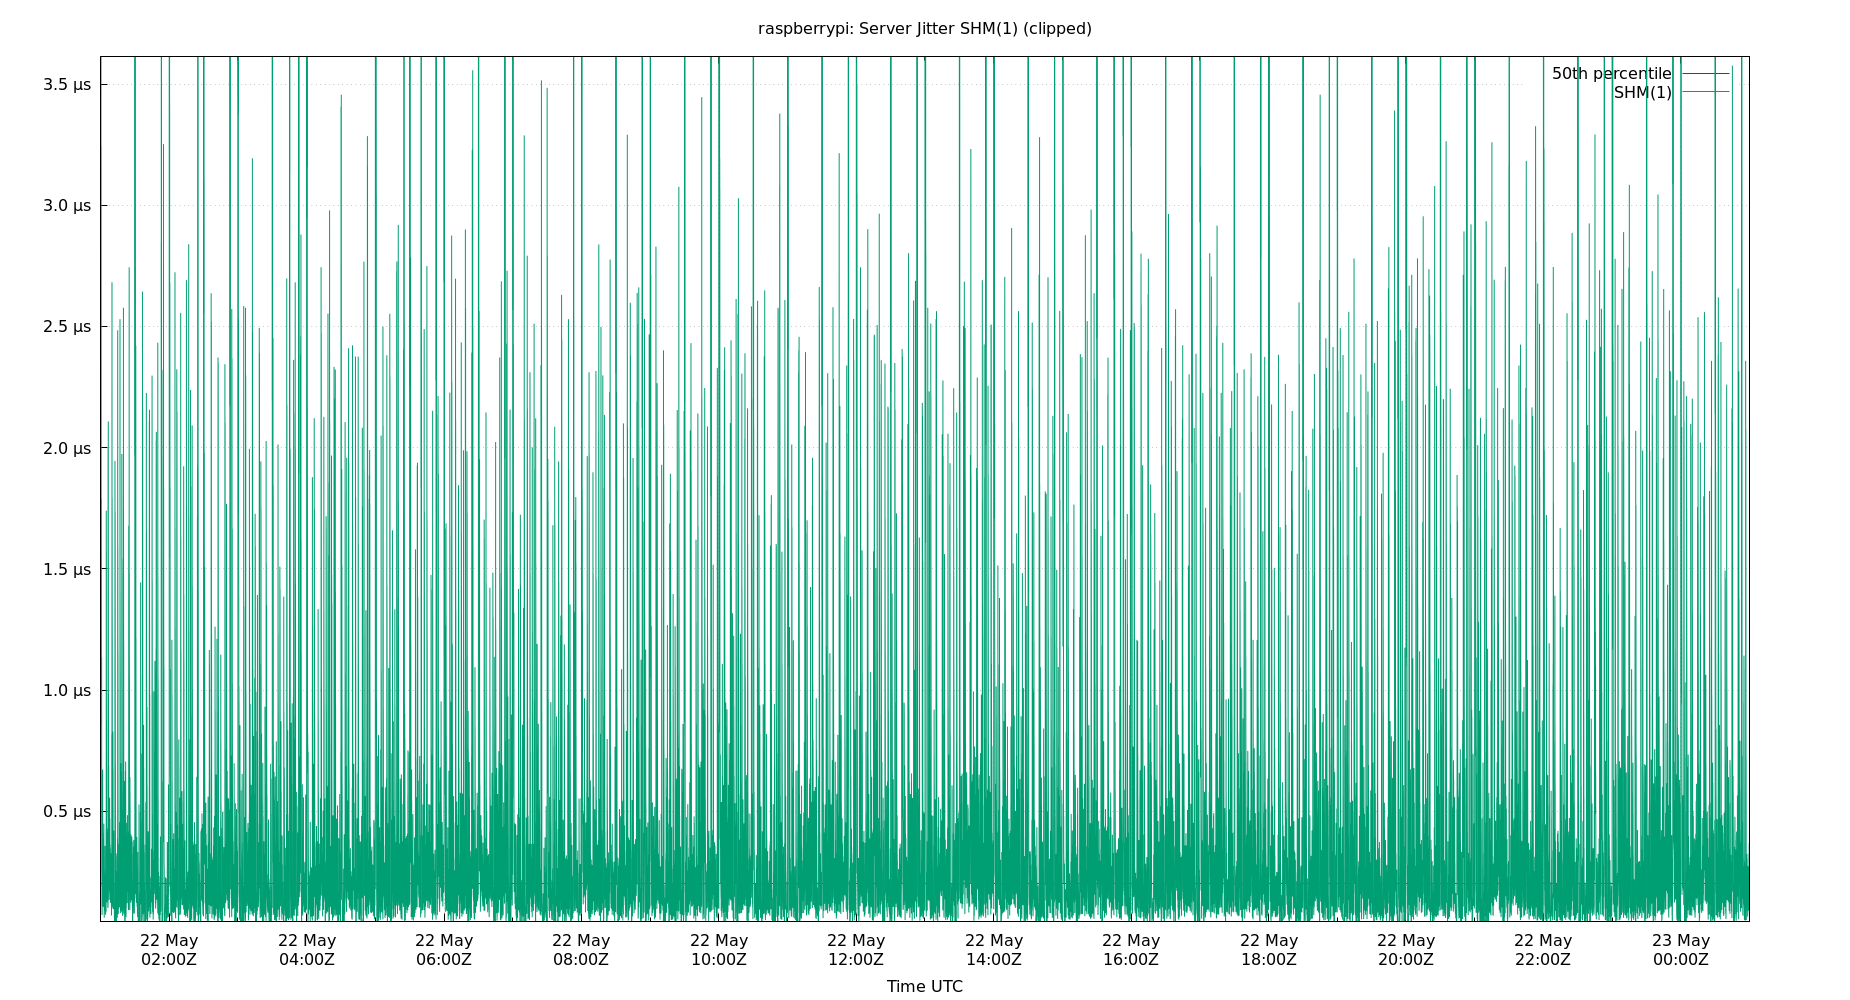 raspberrypi: Server Jitter SHM(1) (clipped)
50th percentile
SHM(1)
3.5 µs
3.0 µs
2.5 µs
2.0 µs
1.5 µs
1.0 µs
0.5 µs
22 May 22 May 22 May 22 May 22 May 22 May 22 May 22 May 22 May 22 May 22 May 23 May
02:00Z 04:00Z 06:00Z 08:00Z 10:00Z 12:00Z 14:00Z 16:00Z 18:00Z 20:00Z 22:00Z 00:00Z
Time UTC